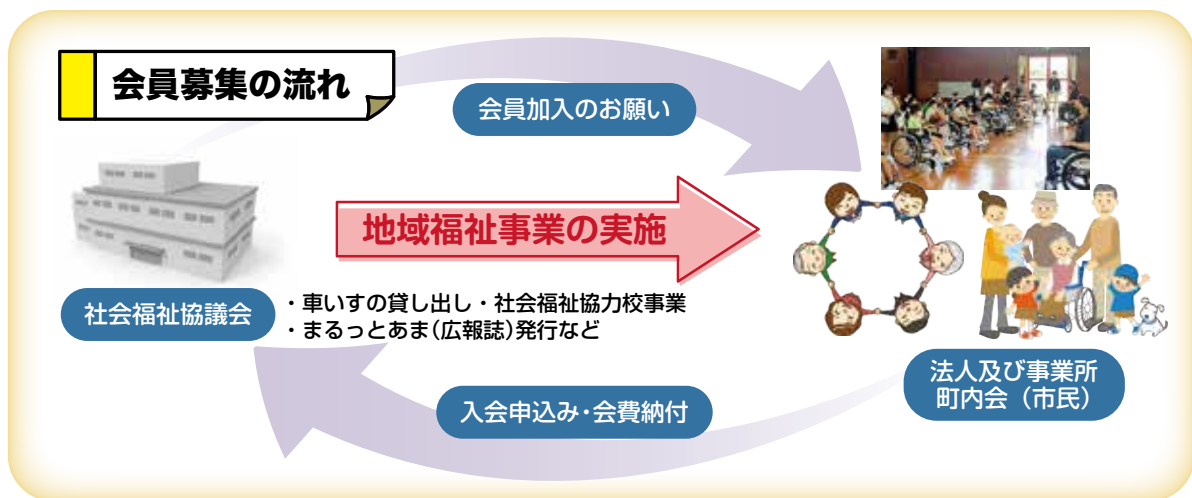 会員募集の流れ
会員加入のお願い
地域福祉事業の実施
社会福祉協議会
・車いすの貸し出し・社会福祉協力校事業
・まるっとあま(広報誌)発行など
法人及び事業所
町内会（市民）
入会申込み・会費納付